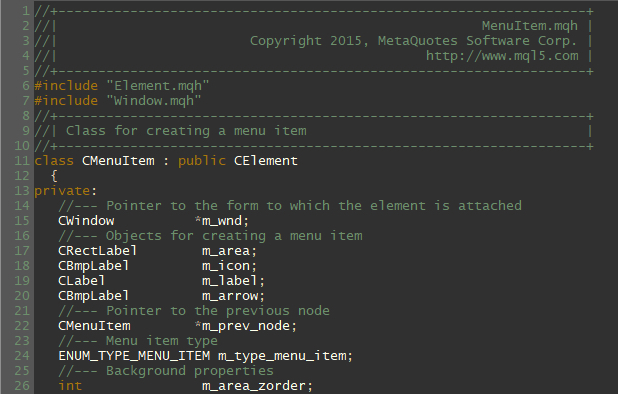 1 //+------------------------------------------------------------------+
2 //|                                                     MenuItem.mqh |
3 //|                        Copyright 2015, MetaQuotes Software Corp. |
4 //|                                              http://www.mql5.com |
5 //+------------------------------------------------------------------+
6 #include "Element.mqh"
7 #include "Window.mqh"
8 //+------------------------------------------------------------------+
9 //| Class for creating a menu item                                   |
10 //+------------------------------------------------------------------+
11 class CMenuItem : public CElement
12   {
13 private:
14    //--- Pointer to the form to which the element is attached
15    CWindow          *m_wnd;
16    //--- Objects for creating a menu item
17    CRectLabel        m_area;
18    CBmpLabel         m_icon;
19    CLabel            m_label;
20    CBmpLabel         m_arrow;
21    //--- Pointer to the previous node
22    CMenuItem        *m_prev_node;
23    //--- Menu item type
24    ENUM_TYPE_MENU_ITEM m_type_menu_item;
25    //--- Background properties
26    int               m_area_zorder;